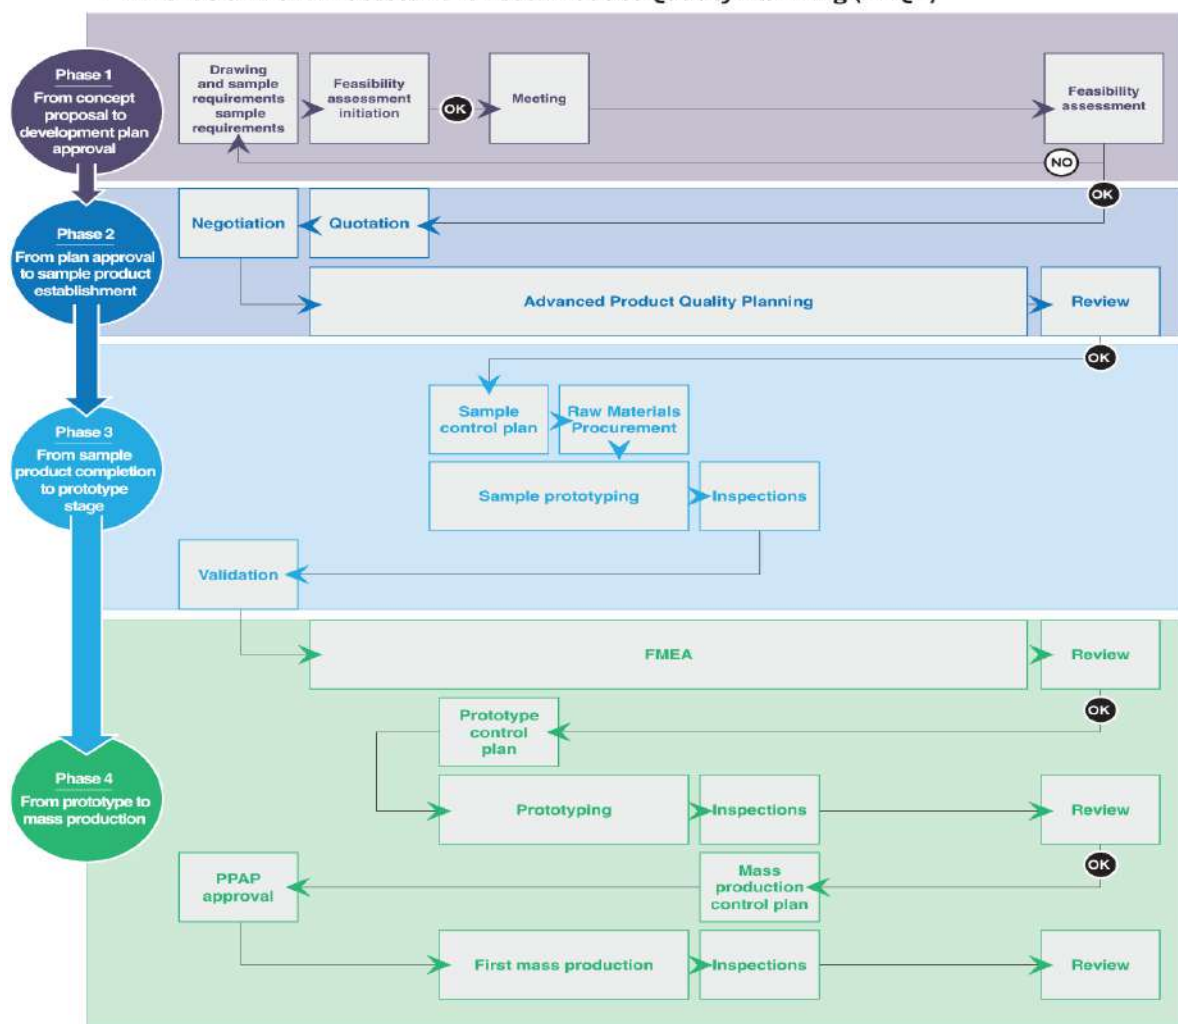 Phase 1
From concept
proposal to
development plan
approval
Drawing
and sample
requirements
sample
requirements
Feasibility
assessment
initiation
OK
Meeting
Feasibility
assessment
NO
OK
Phase 2
From plan approval
to sample product
establishment
Negotiation
Quotation
Advanced Product Quality Planning
Review
OK
Phase 3
From sample
product completion
to prototype
stage
Sample
control plan
Raw Materials
Procurement
Sample prototyping
Inspections
Validation
Phase 4
From prototype to
mass production
FMEA
Review
OK
Prototype
control
plan
Prototyping
Inspections
Review
OK
Mass
production
control plan
PPAP
approval
First mass production
Inspections
Review